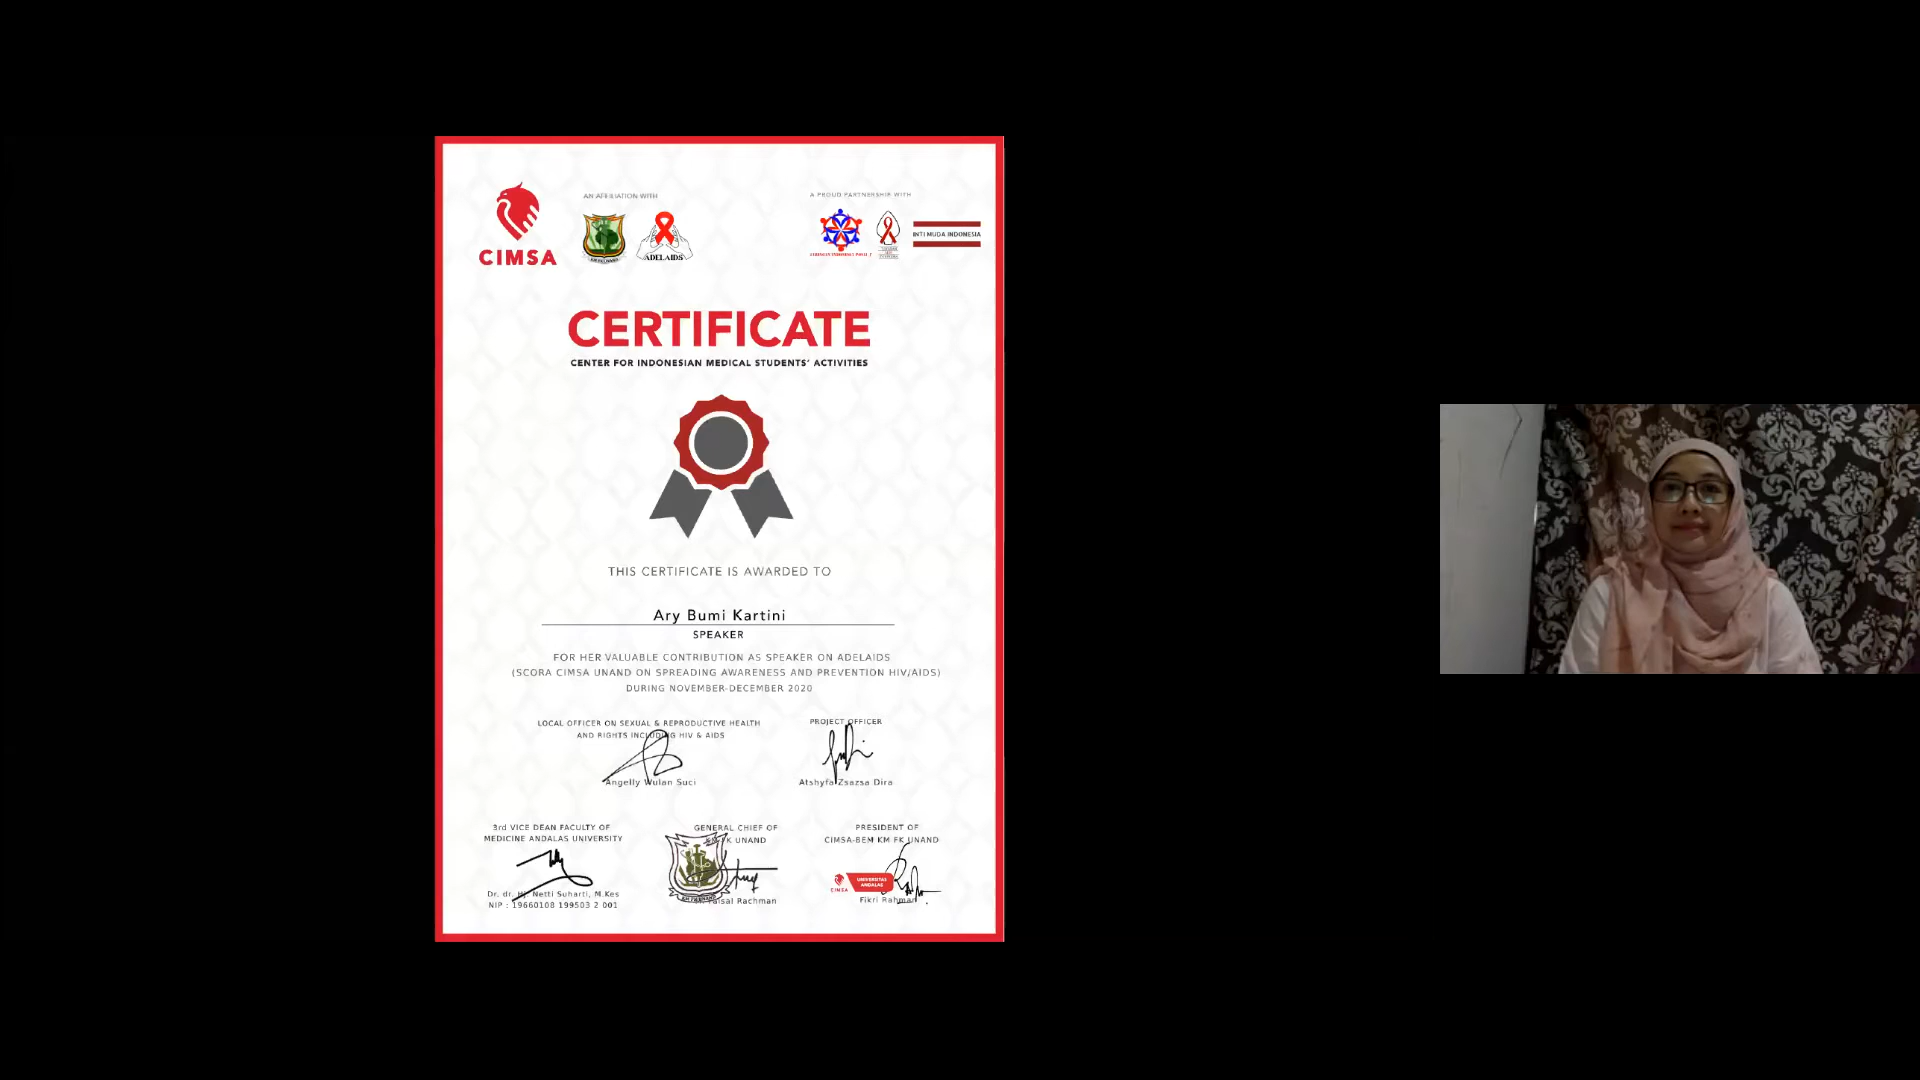 CIMSA
AN AFFILIATION WITH
ADELAIDS
A PROUD PARTNERSHIP WITH
INTI MUDA INDONESIA
CERTIFICATE
CENTER FOR INDONESIAN MEDICAL STUDENTS' ACTIVITIES
THIS CERTIFICATE IS AWARDED TO
Ary Bumi Kartini
SPEAKER
FOR HER VALUABLE CONTRIBUTION AS SPEAKER ON ADELAIDS
(SCORA CIMSA UNAND ON SPREADING AWARENESS AND PREVENTION HIV/AIDS)
DURING NOVEMBER-DECEMBER 2020
LOCAL OFFICER ON SEXUAL & REPRODUCTIVE HEALTH
AND RIGHTS INCLUDING HIV & AIDS
Angelly Wulan Suci
PROJECT OFFICER
Atshyfa Zsazsa Dira
3rd VICE DEAN FACULTY OF
MEDICINE ANDALAS UNIVERSITY
Dr. dr. Hj. Netti Suharti, M.Kes
NIP : 19660108 199503 2 001
GENERAL CHIEF OF
UNAND
Rachman
PRESIDENT OF
CIMSA-BEM KM FK UNAND
CIMSA
UNIVERSITAS
ANDALAS
Fikri Rahman